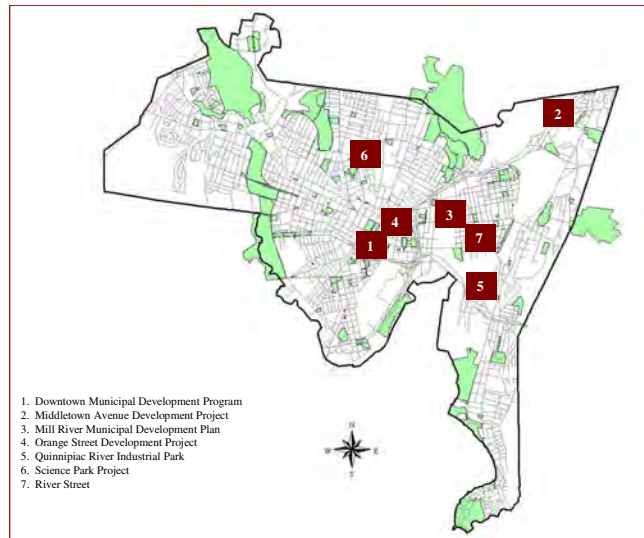 2
6
3
4
7
1
5
1. Downtown Municipal Development Program
2. Middletown Avenue Development Project
3. Mill River Municipal Development Plan
4. Orange Street Development Project
5. Quinnipiac River Industrial Park
6. Science Park Project
7. River Street
N
W E
S